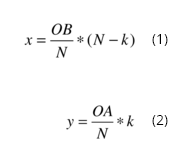 x = OB/N * (N − k) (1)
y = OA/N * k (2)